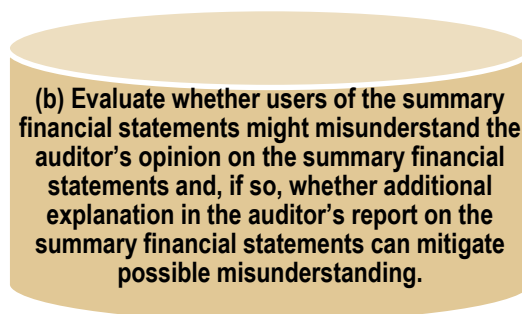 (b) Evaluate whether users of the summary
financial statements might misunderstand the
auditor’s opinion on the summary financial
statements and, if so, whether additional
explanation in the auditor’s report on the
summary financial statements can mitigate
possible misunderstanding.